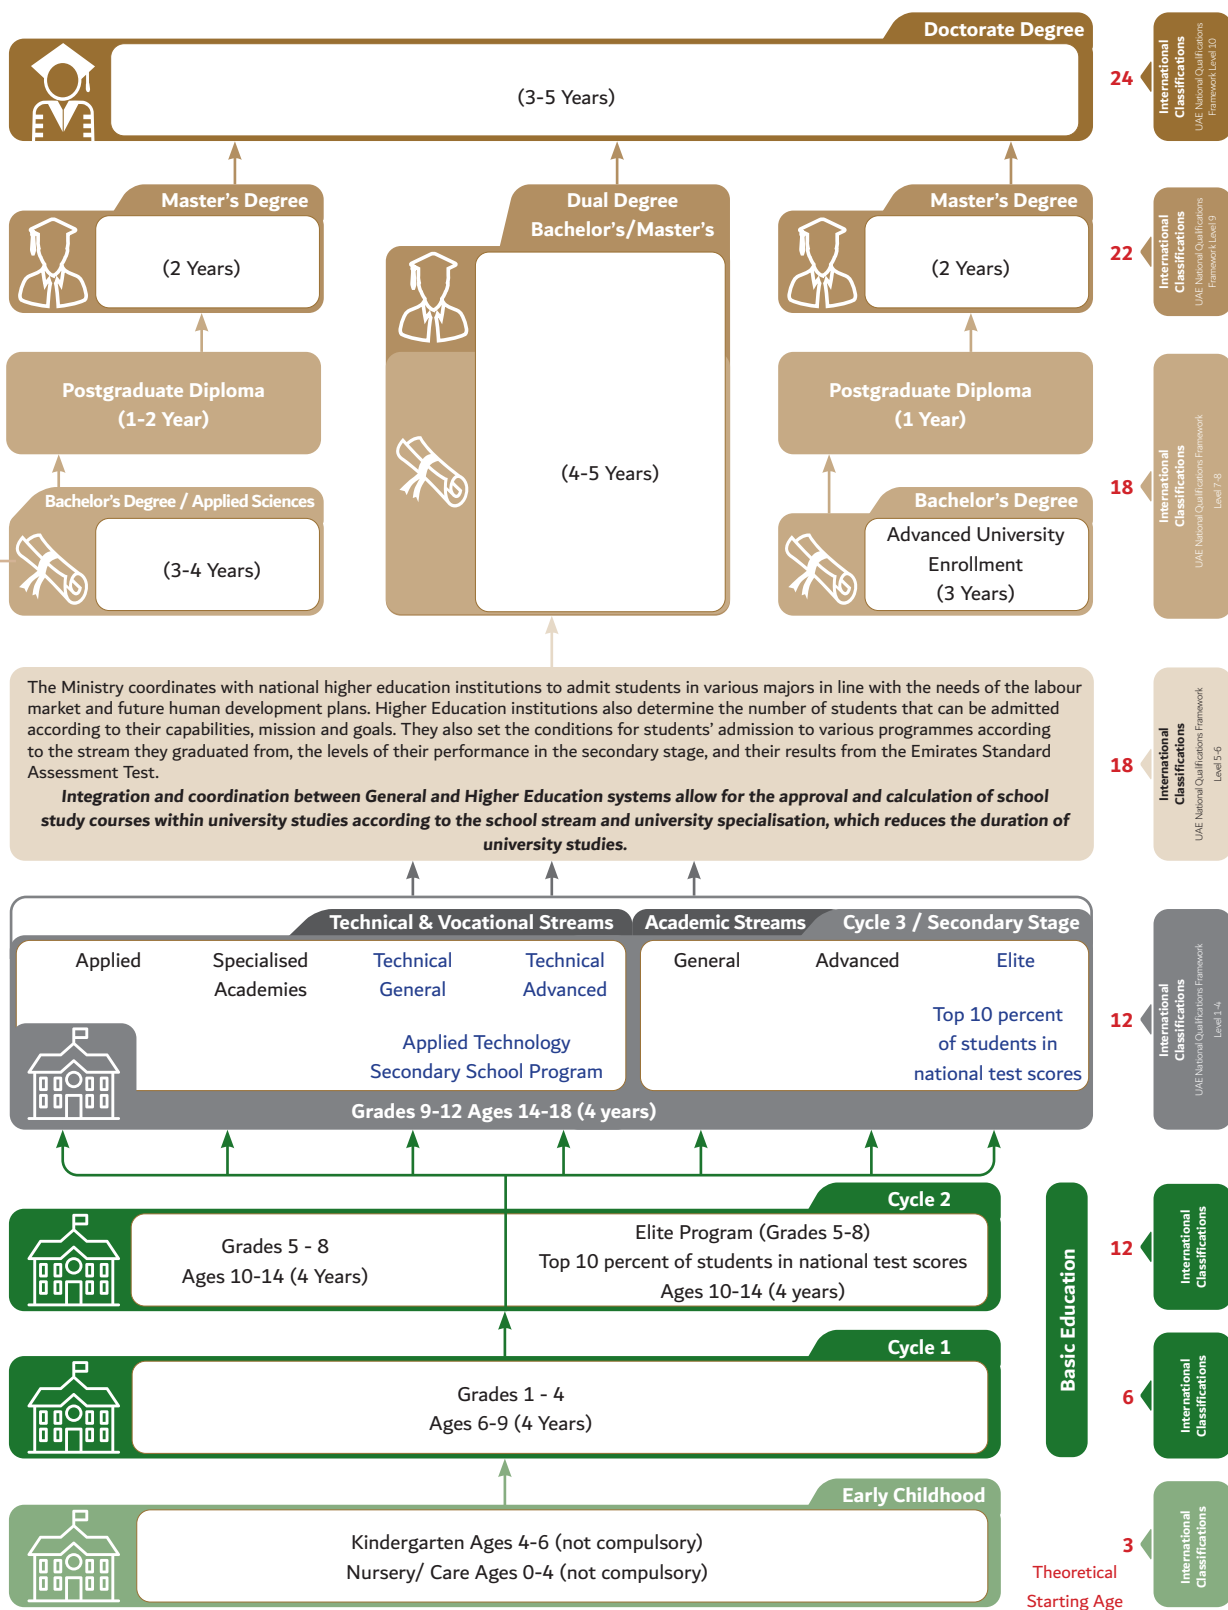 Doctorate Degree
(3-5 Years)
24
International
Classifications
UAE National Qualifications
Framework Level 10
Master's Degree
(2 Years)
Dual Degree
Bachelor's/Master's
(4-5 Years)
Master's Degree
(2 Years)
22
International
Classifications
UAE National Qualifications
Framework Level 9
Postgraduate Diploma
(1-2 Year)
Postgraduate Diploma
(1 Year)
Bachelor's Degree / Applied Sciences
(3-4 Years)
Bachelor's Degree
Advanced University
Enrollment
(3 Years)
18
International
Classifications
UAE National Qualifications Framework
Level 7-8
The Ministry coordinates with national higher education institutions to admit students in various majors in line with the needs of the labour
market and future human development plans. Higher Education institutions also determine the number of students that can be admitted
according to their capabilities, mission and goals. They also set the conditions for students' admission to various programmes according
to the stream they graduated from, the levels of their performance in the secondary stage, and their results from the Emirates Standard
Assessment Test.
Integration and coordination between General and Higher Education systems allow for the approval and calculation of school
study courses within university studies according to the school stream and university specialisation, which reduces the duration of
university studies.
18
International
Classifications
UAE National Qualifications Framework
Level 5-6
Technical & Vocational Streams
Academic Streams
Cycle 3 / Secondary Stage
Applied
Specialised
Academies
Technical
General
Technical
Advanced
Applied Technology
Secondary School Program
General
Advanced
Elite
Top 10 percent
of students in
national test scores
Grades 9-12 Ages 14-18 (4 years)
12
International
Classifications
UAE National Qualifications Framework
Level 1-4
Cycle 2
Grades 5 - 8
Ages 10-14 (4 Years)
Elite Program (Grades 5-8)
Top 10 percent of students in national test scores
Ages 10-14 (4 years)
12
International
Classifications
Basic Education
Cycle 1
Grades 1 - 4
Ages 6-9 (4 Years)
6
International
Classifications
Early Childhood
Kindergarten Ages 4-6 (not compulsory)
Nursery/ Care Ages 0-4 (not compulsory)
3
Theoretical
Starting Age
International
Classifications